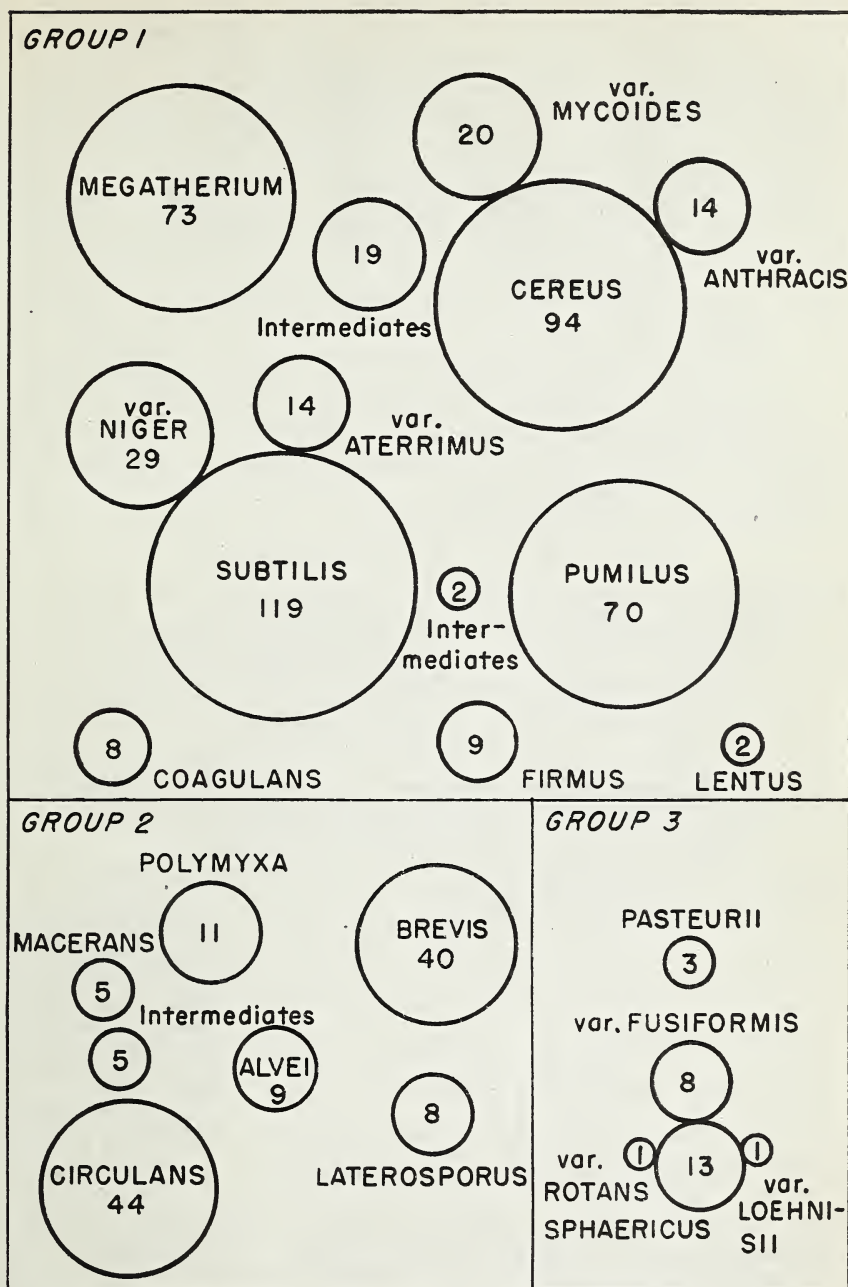 GROUP 1
MEGATHERIUM
73
var.
MYCOIDES
20
14
var.
ANTHRACIS
19
Intermediates
CEREUS
94
var.
NIGER
29
14
var.
ATERRIMUS
SUBTILIS
119
2
Inter-
mediates
PUMILUS
70
8
COAGULANS
9
FIRMUS
2
LENTUS
GROUP 2
POLYMYXA
11
MACERANS
5
Intermediates
5
ALVEI
9
BREVIS
40
8
LATEROSPORUS
CIRCULANS
44
GROUP 3
PASTEURII
3
var. FUSIFORMIS
8
1
var.
ROTANS
13
SPHAERICUS
1
var.
LOEHNI-
SII